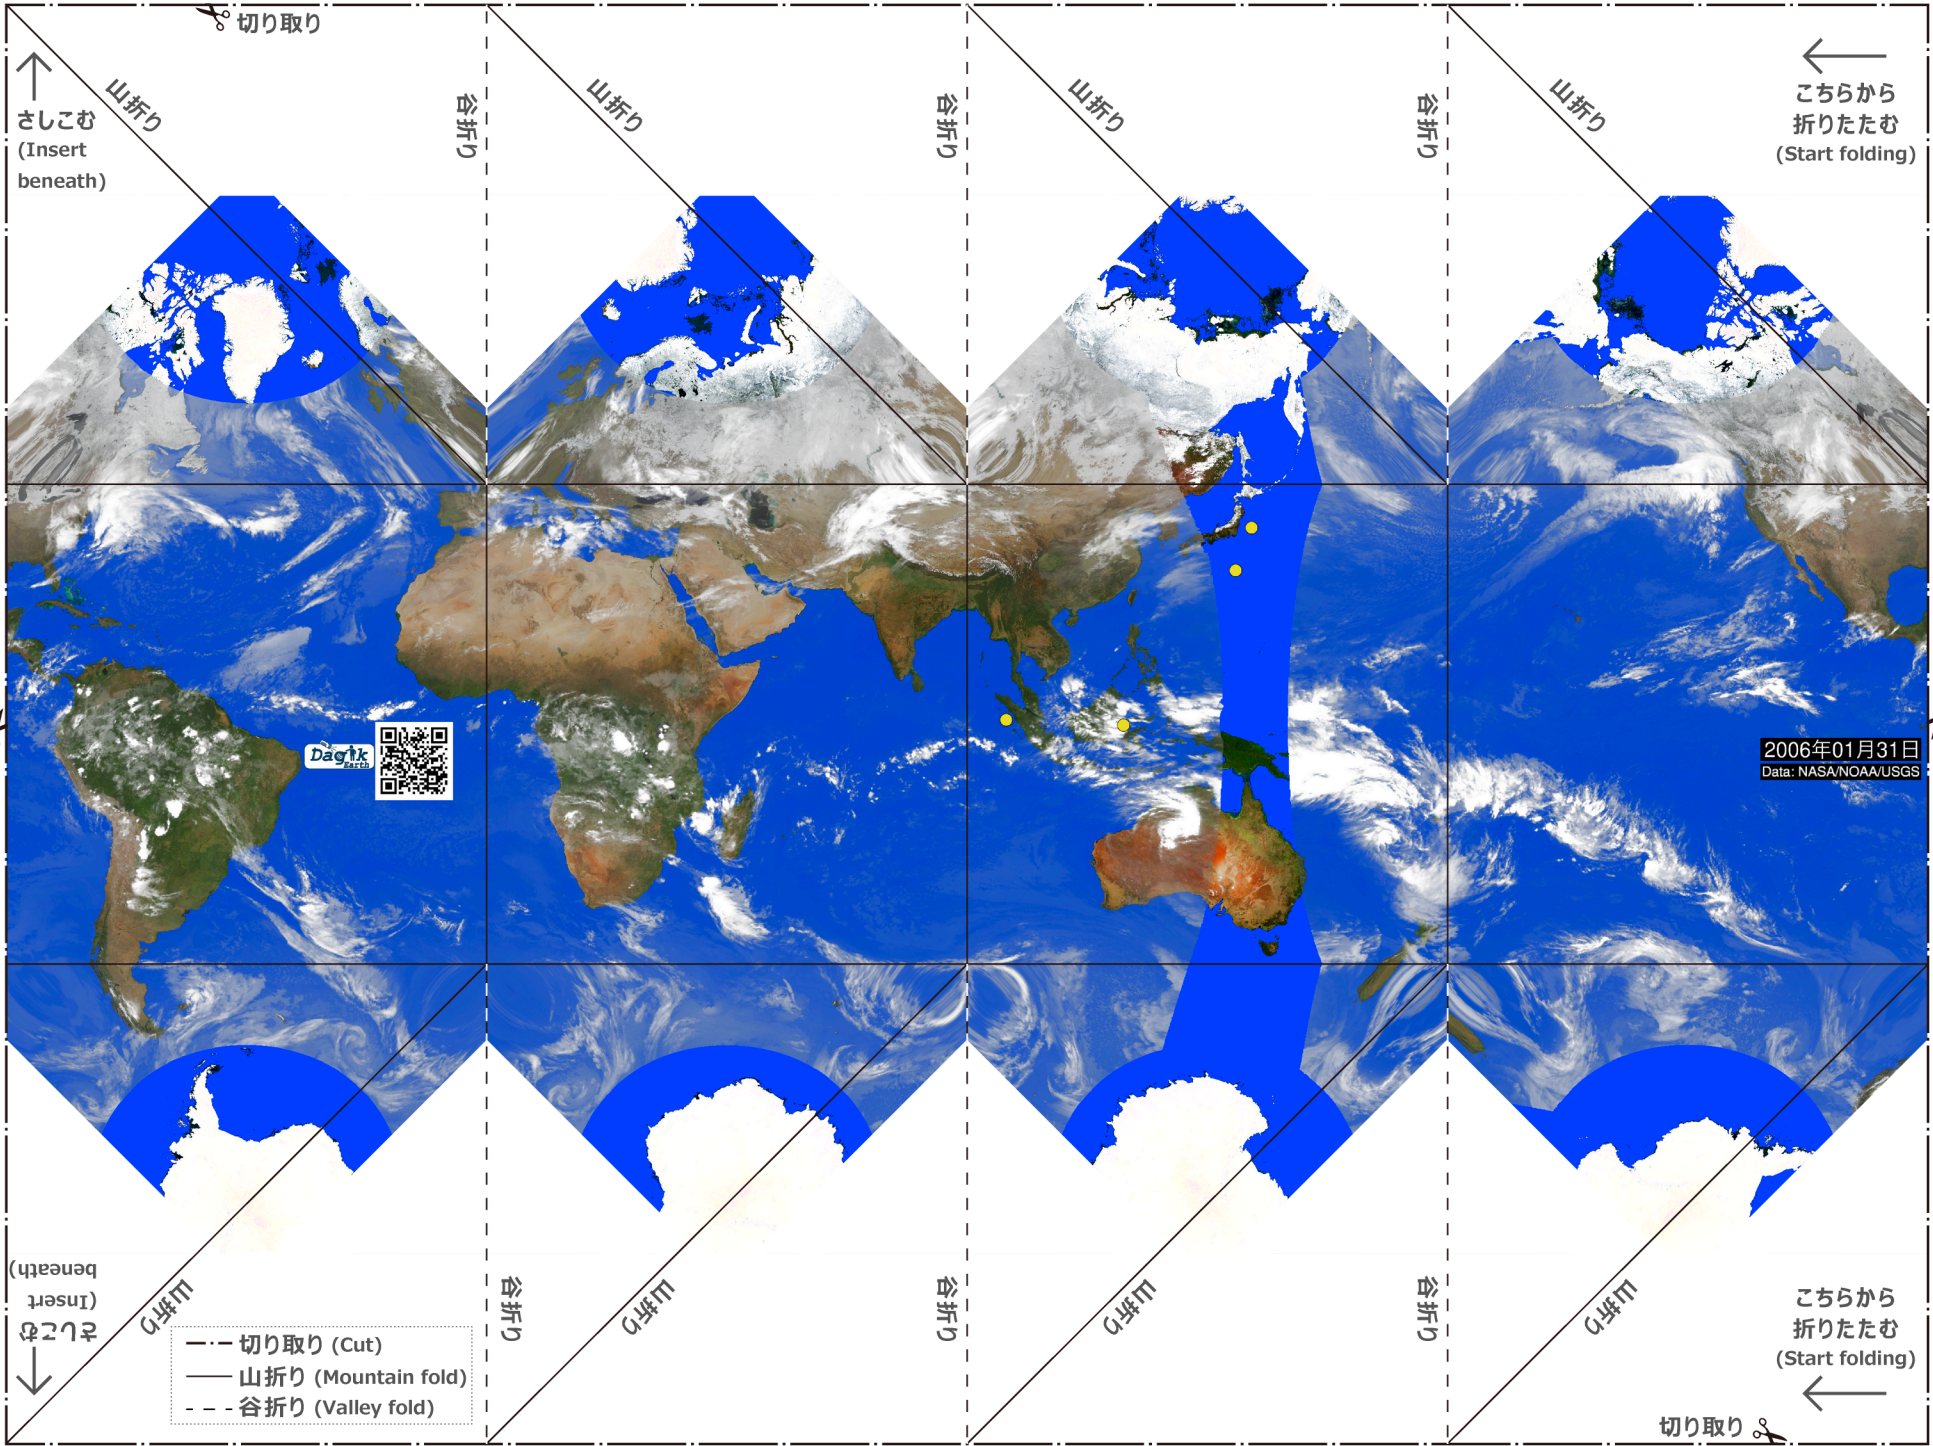 切り取り
山折り
谷折り
山折り
谷折り
山折り
谷折り
山折り
こちらから
折りたたむ
(Start folding)
さしこむ
(Insert
beneath)
Dagik
Earth
2006年01月31日
Data: NASA/NOAA/USGS
さしこむ
(Insert
beneath)
山折り
谷折り
山折り
谷折り
山折り
谷折り
山折り
こちらから
折りたたむ
(Start folding)
切り取り (Cut)
山折り (Mountain fold)
谷折り (Valley fold)
切り取り